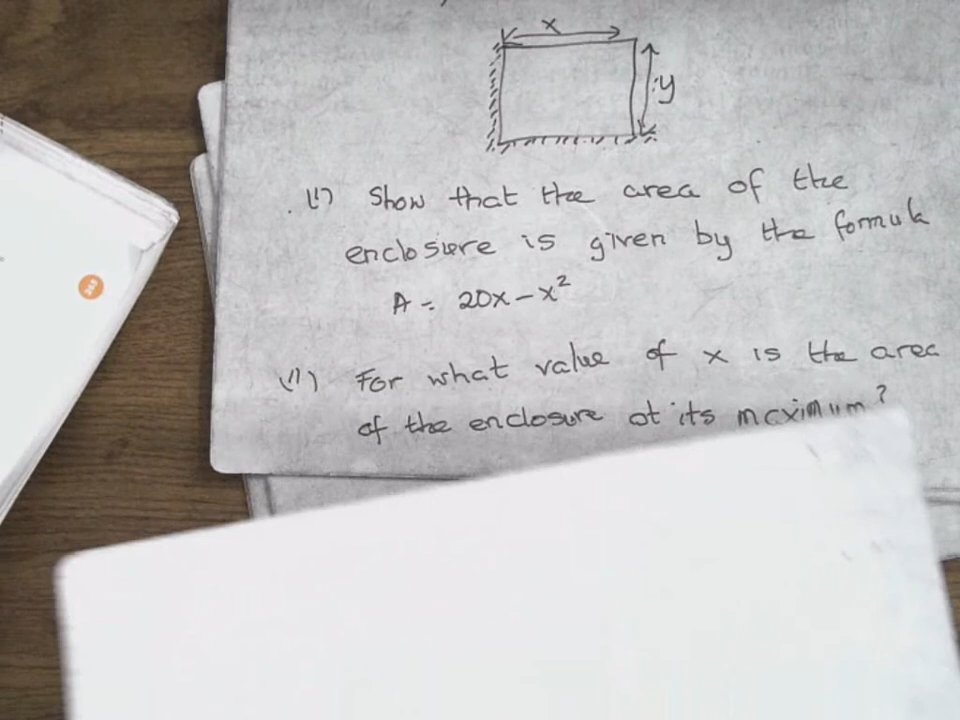 x
y
(i) Show that the area of the
enclosure is given by the formula
A = 20x - x²
(ii) For what value of x is the area
of the enclosure at its maximum?